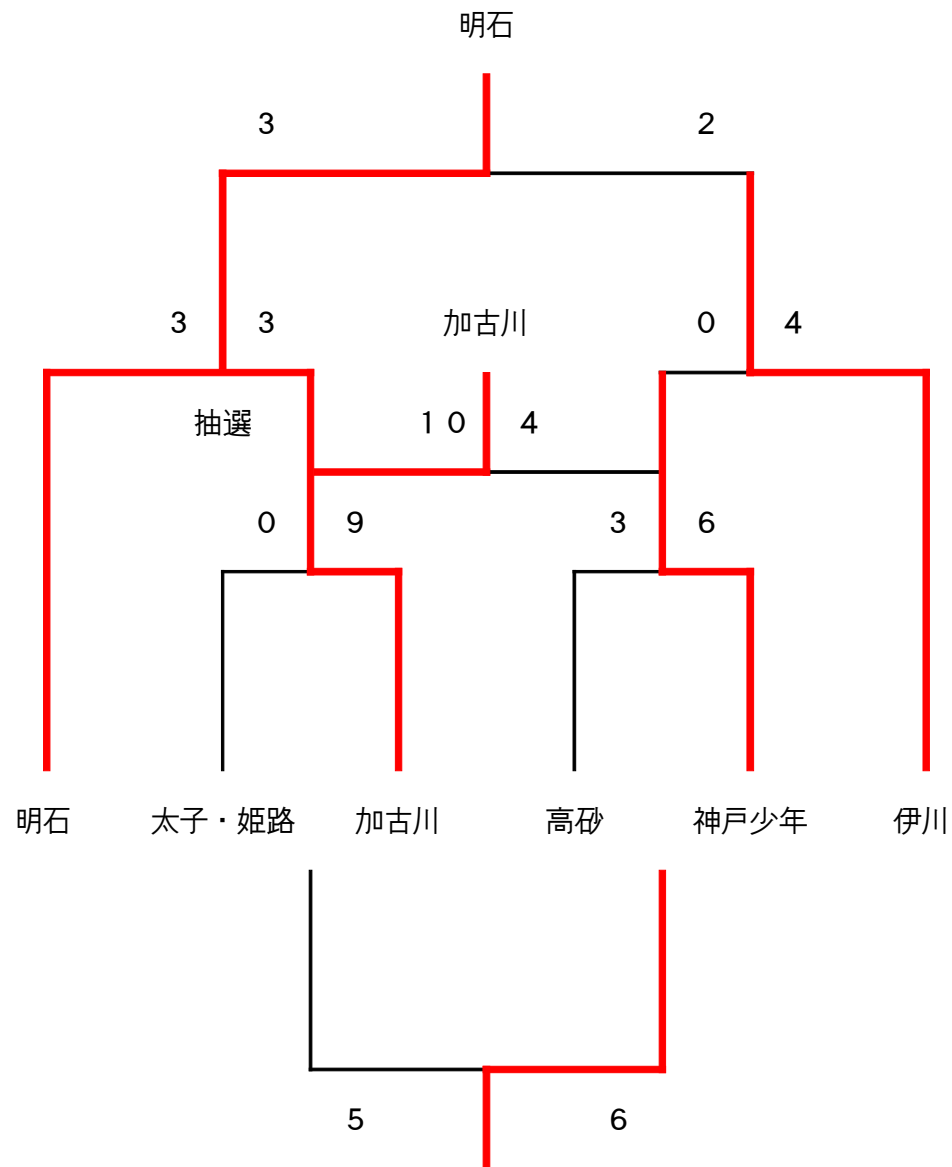 明石
３ ２
３ ３ 加古川 ０ ４
抽選 １０ ４
０ ９ ３ ６
明石 太子・姫路 加古川 高砂 神戸少年 伊川
５ ６